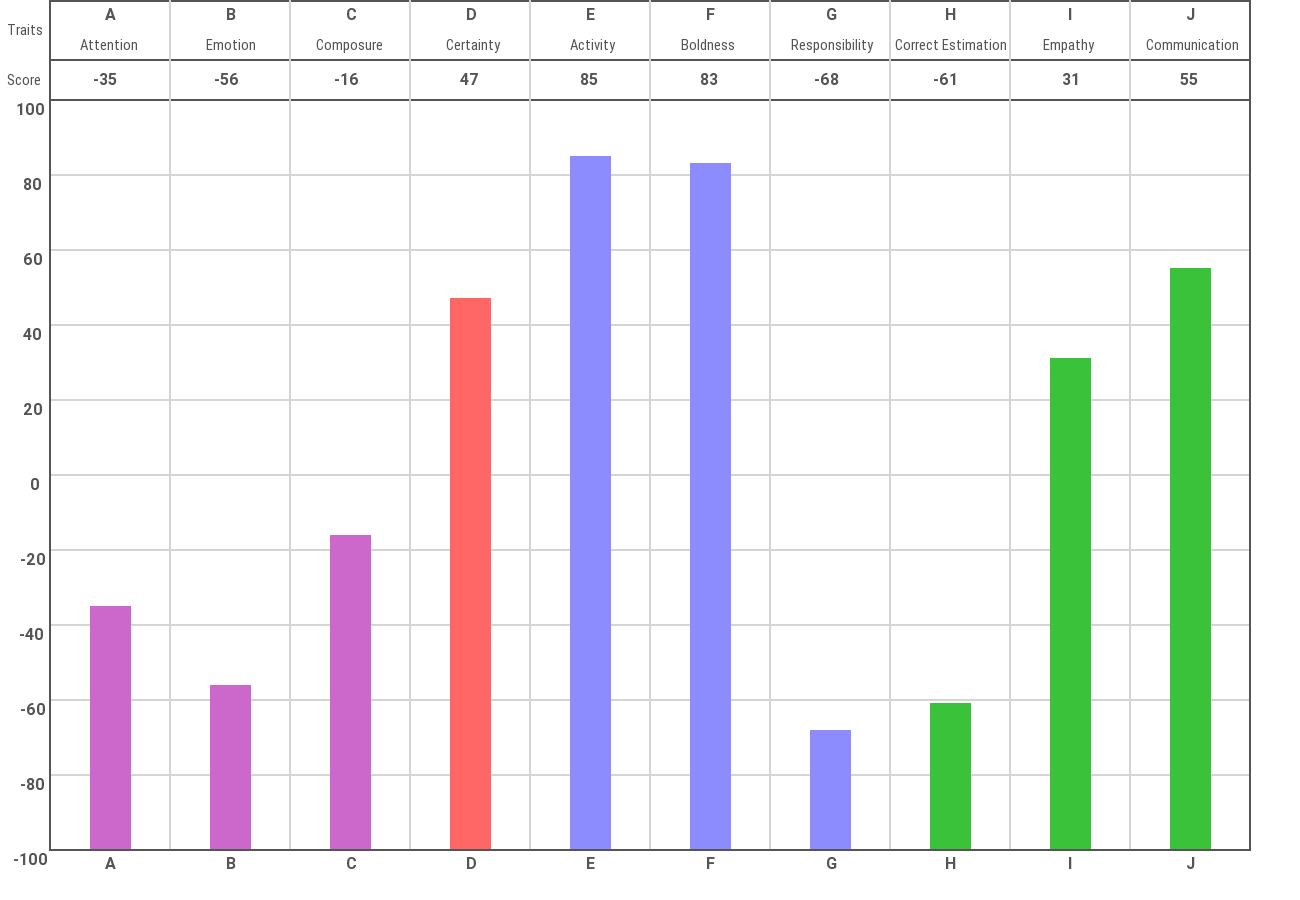 Traits A B C D E F G H I J
Attention Emotion Composure Certainty Activity Boldness Responsibility Correct Estimation Empathy Communication
Score -35 -56 -16 47 85 83 -68 -61 31 55
100
80
60
40
20
0
-20
-40
-60
-80
-100
A B C D E F G H I J